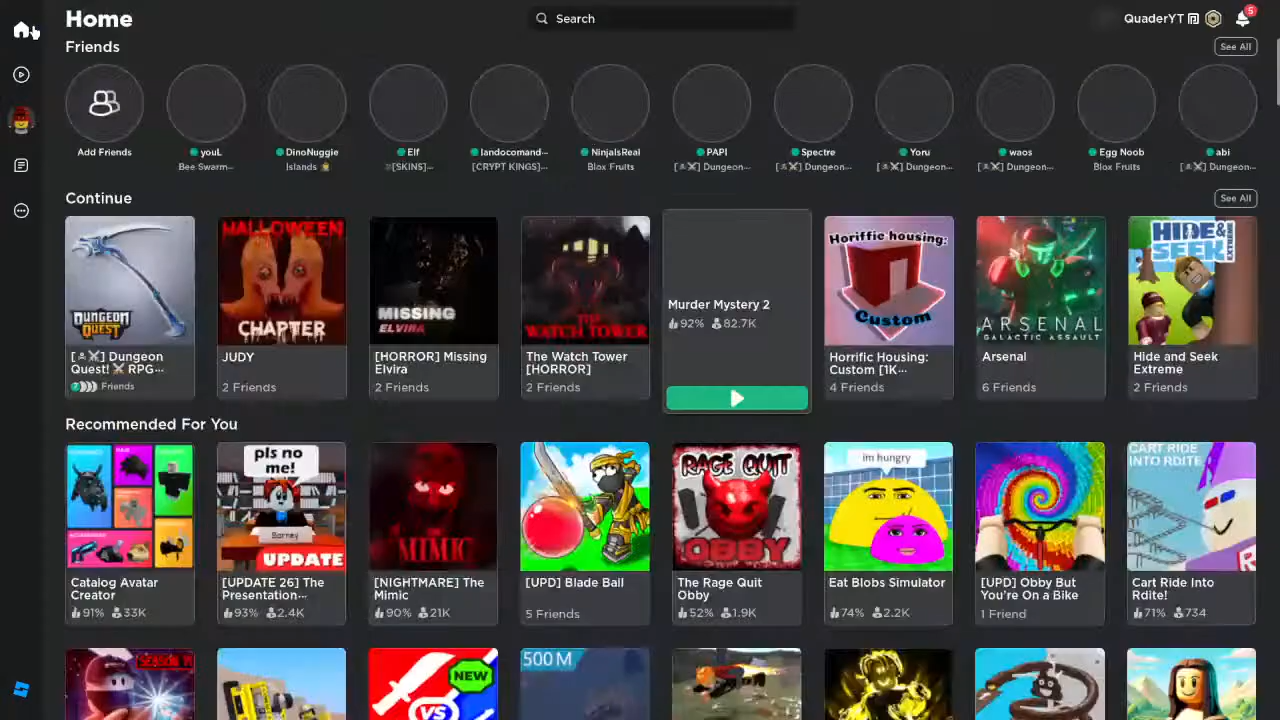 Home
Search
QuaderYT
5
Friends
See All
Add Friends
youL
DinoNuggie
Elf
landocomand...
NinjaIsReal
PAPI
Spectre
Yoru
waos
Egg Noob
abi
Bee Swarm...
Islands
[SKINS]...
[CRYPT KINGS]...
Blox Fruits
Dungeon...
Dungeon...
Dungeon...
Dungeon...
Blox Fruits
Dungeon...
Continue
See All
DUNGEON
QUEST
HALLOWEEN
CHAPTER
MISSING
ELVIRA
THE
WATCH TOWER
Horiffic housing:
Custom
ARSENAL
GALACTIC ASSAULT
HIDE&
SEEK
EXTREME
[☠⚔] Dungeon
Quest! ⚔ RPG...
Friends
JUDY
2 Friends
[HORROR] Missing
Elvira
2 Friends
The Watch Tower
[HORROR]
2 Friends
Murder Mystery 2
92% 82.7K
Horrific Housing:
Custom [1K...
4 Friends
Arsenal
6 Friends
Hide and Seek
Extreme
2 Friends
Recommended For You
pls no
me!
Barney
UPDATE
MIMIC
RAGE QUIT
OBBY
im hungry
CART RIDE
INTO RDITE
Catalog Avatar
Creator
91% 33K
[UPDATE 26] The
Presentation...
93% 2.4K
[NIGHTMARE] The
Mimic
90% 21K
[UPD] Blade Ball
5 Friends
The Rage Quit
Obby
52% 1.9K
Eat Blobs Simulator
74% 2.2K
[UPD] Obby But
You're On a Bike
1 Friend
Cart Ride Into
Rdite!
71% 734
NEW
VS
500M